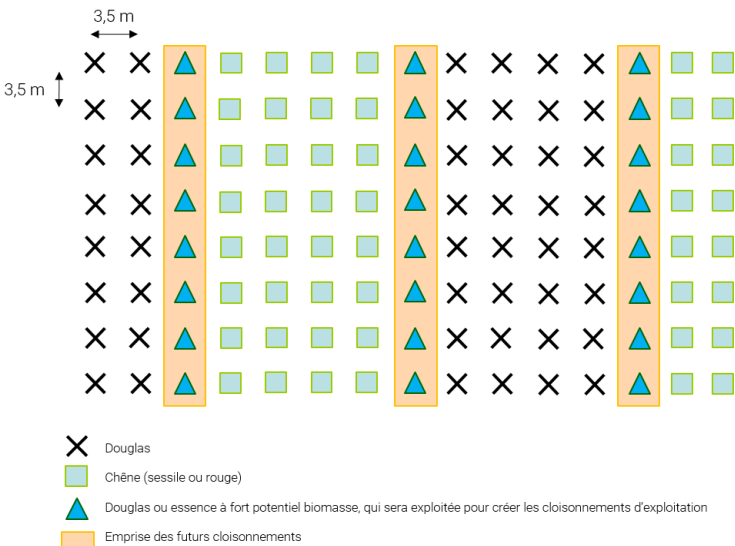 3,5 m
3,5 m
Douglas
Chêne (sessile ou rouge)
Douglas ou essence à fort potentiel biomasse, qui sera exploitée pour créer les cloisonnements d’exploitation
Emprise des futurs cloisonnements